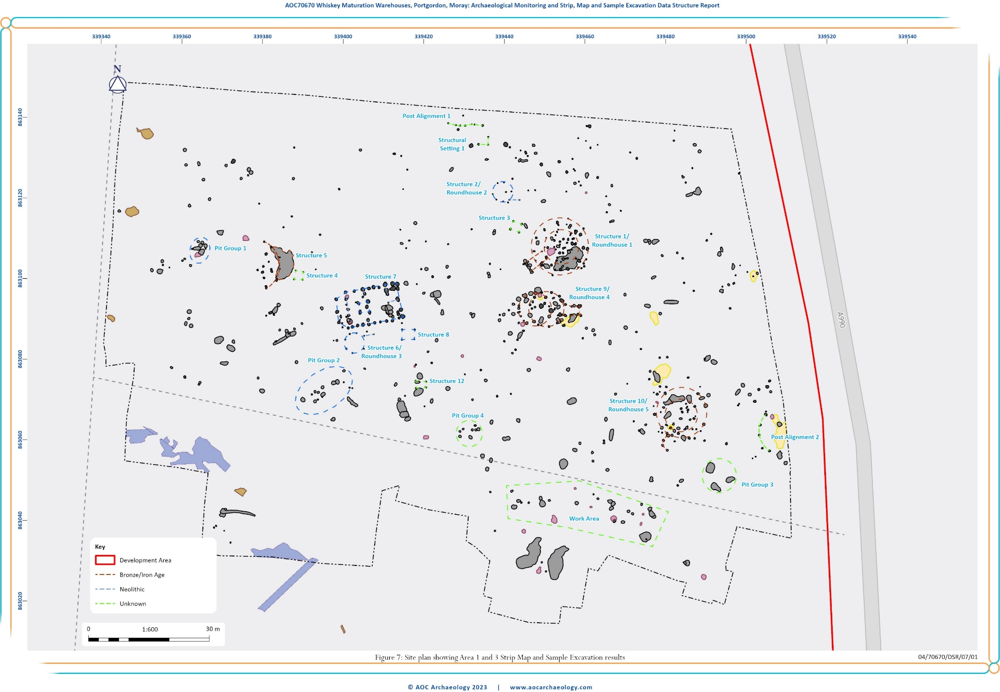 AOC70670 Whiskey Maturation Warehouses, Portgordon, Moray: Archaeological Monitoring and Strip, Map and Sample Excavation Data Structure Report
339340 339360 339380 339400 339420 339440 339460 339480 339500 339520 339540
N
863140
863120
863100
863080
863060
863040
863020
Post Alignment 1
Structural
Setting 1
Structure 2/
Roundhouse 2
Structure 3
Structure 1/
Roundhouse 1
Pit Group 1
Structure 5
Structure 4
Structure 7
Structure 9/
Roundhouse 4
A990
Structure 8
Structure 6/
Roundhouse 3
Pit Group 2
Structure 12
Structure 10/
Roundhouse 5
Pit Group 4
Post Alignment 2
Pit Group 3
Work Area
Key
Development Area
Bronze/Iron Age
Neolithic
Unknown
0 1:600 30 m
Figure 7: Site plan showing Area 1 and 3 Strip Map and Sample Excavation results
04/70670/DSR/07/01
© AOC Archaeology 2023 | www.aocarchaeology.com